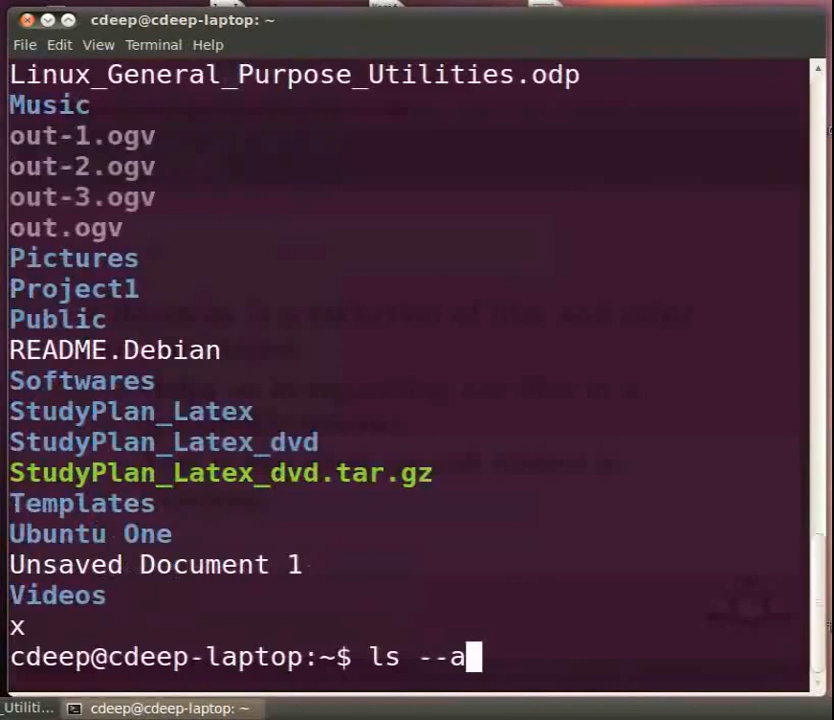 cdeep@cdeep-laptop: ~
File Edit View Terminal Help
Linux_General_Purpose_Utilities.odp
Music
out-1.ogv
out-2.ogv
out-3.ogv
out.ogv
Pictures
Project1
Public
README.Debian
Softwares
StudyPlan_Latex
StudyPlan_Latex_dvd
StudyPlan_Latex_dvd.tar.gz
Templates
Ubuntu One
Unsaved Document 1
Videos
x
cdeep@cdeep-laptop:~$ ls --a
_Utiliti... cdeep@cdeep-laptop: ~